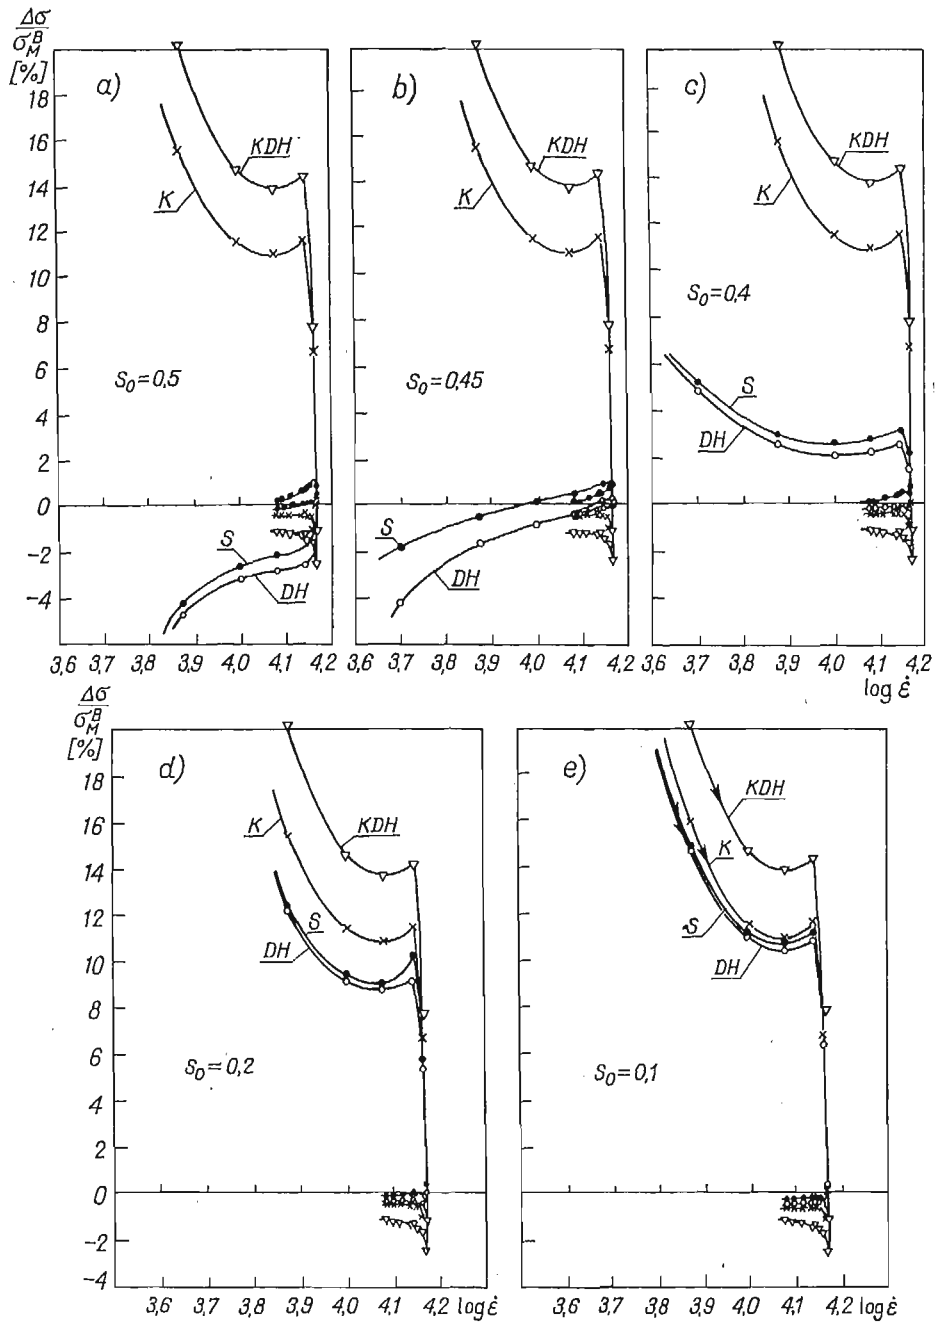 Δσ
σ_M^B
[%]
a)
b)
c)
18
16
14
12
10
8
6
4
2
0
-2
-4
KDH
K
S₀=0,5
S
DH
KDH
K
S₀=0,45
S
DH
KDH
K
S₀=0,4
S
DH
3,6 3,7 3,8 3,9 4,0 4,1 4,2
3,6 3,7 3,8 3,9 4,0 4,1 4,2
3,6 3,7 3,8 3,9 4,0 4,1 4,2
log ε̇
Δσ
σ_M^B
[%]
d)
e)
18
16
14
12
10
8
6
4
2
0
-2
-4
K
KDH
S
DH
S₀=0,2
KDH
K
S
DH
S₀=0,1
3,6 3,7 3,8 3,9 4,0 4,1 4,2 log ε̇
3,6 3,7 3,8 3,9 4,0 4,1 4,2 log ε̇